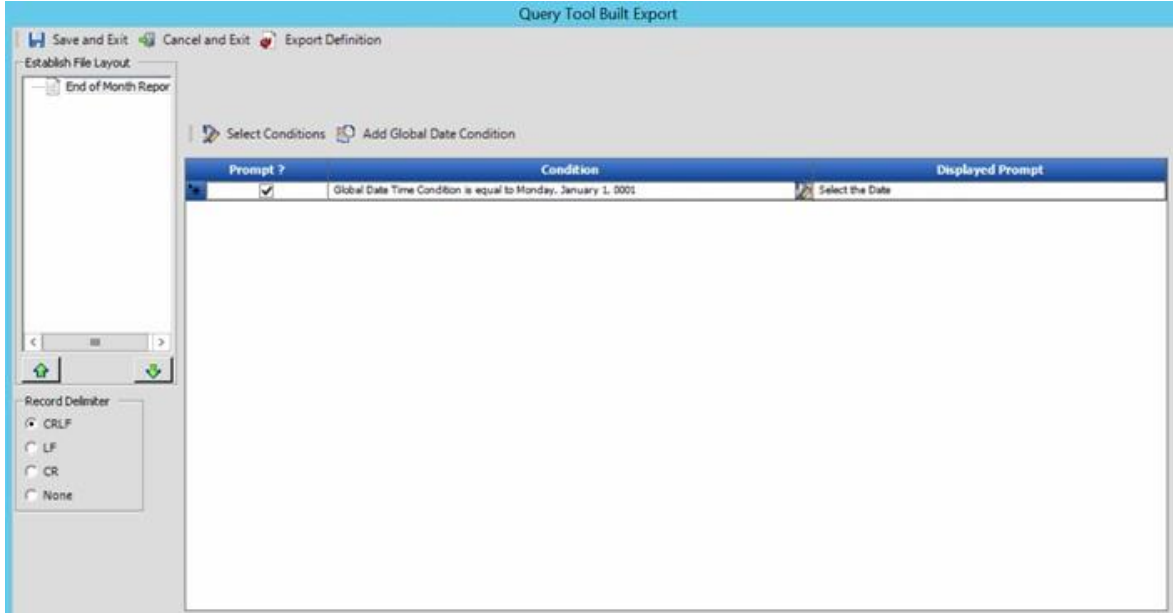 Query Tool Built Export
Save and Exit Cancel and Exit Export Definition
Establish File Layout
End of Month Repor
Select Conditions Add Global Date Condition
Prompt ? Condition Displayed Prompt
Global Date Time Condition is equal to Monday, January 1, 0001 Select the Date
Record Delimiter
CRLF
LF
CR
None